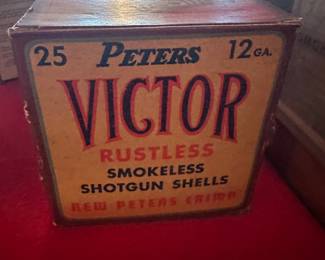 25 PETERS 12 GA.
VICTOR
RUSTLESS
SMOKELESS
SHOTGUN SHELLS
NEW PETERS CRIMP